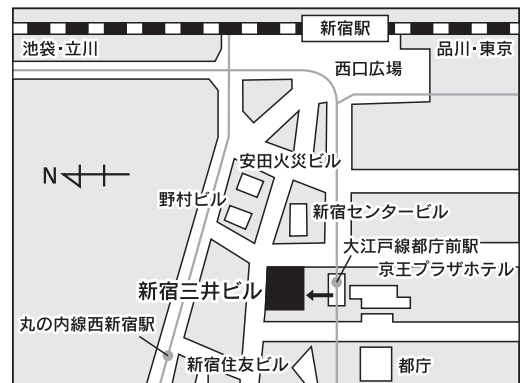 新宿駅
池袋・立川
品川・東京
西口広場
安田火災ビル
N
野村ビル
新宿センタービル
大江戸線都庁前駅
京王プラザホテル
新宿三井ビル
丸の内線西新宿駅
新宿住友ビル
都庁